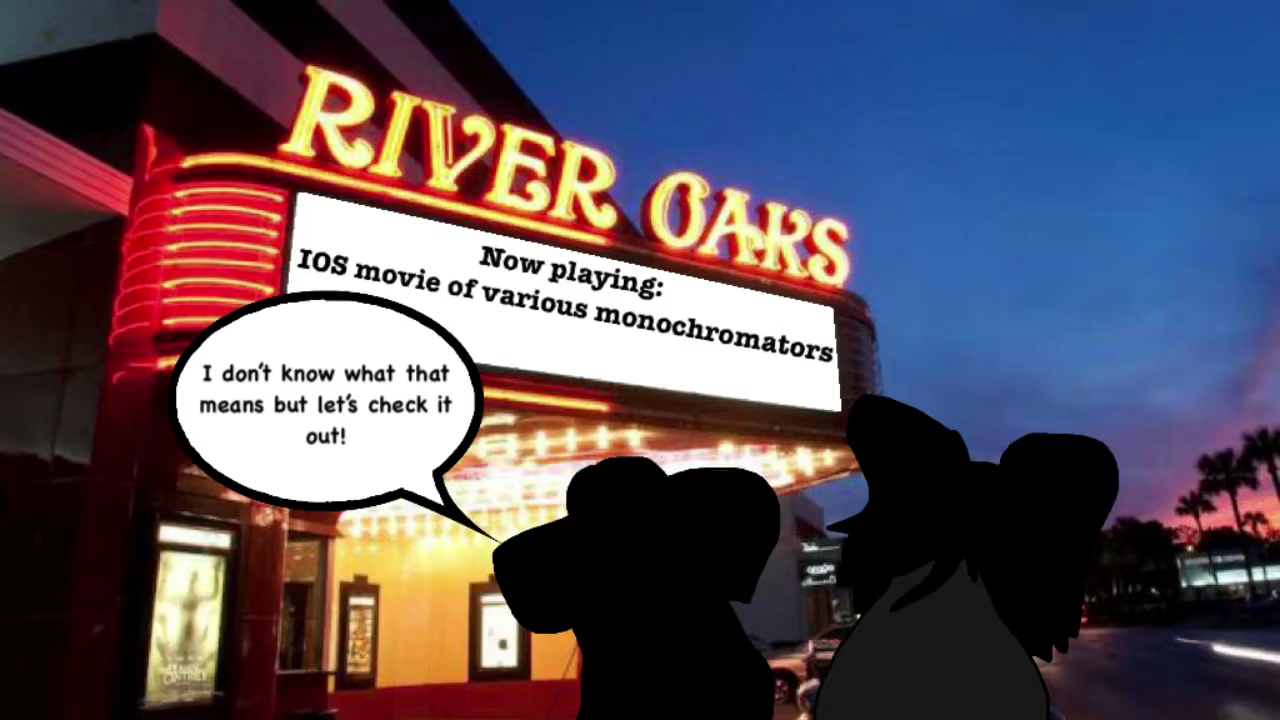 RIVER OAKS
Now playing:
IOS movie of various monochromators
I don't know what that
means but let's check it
out!